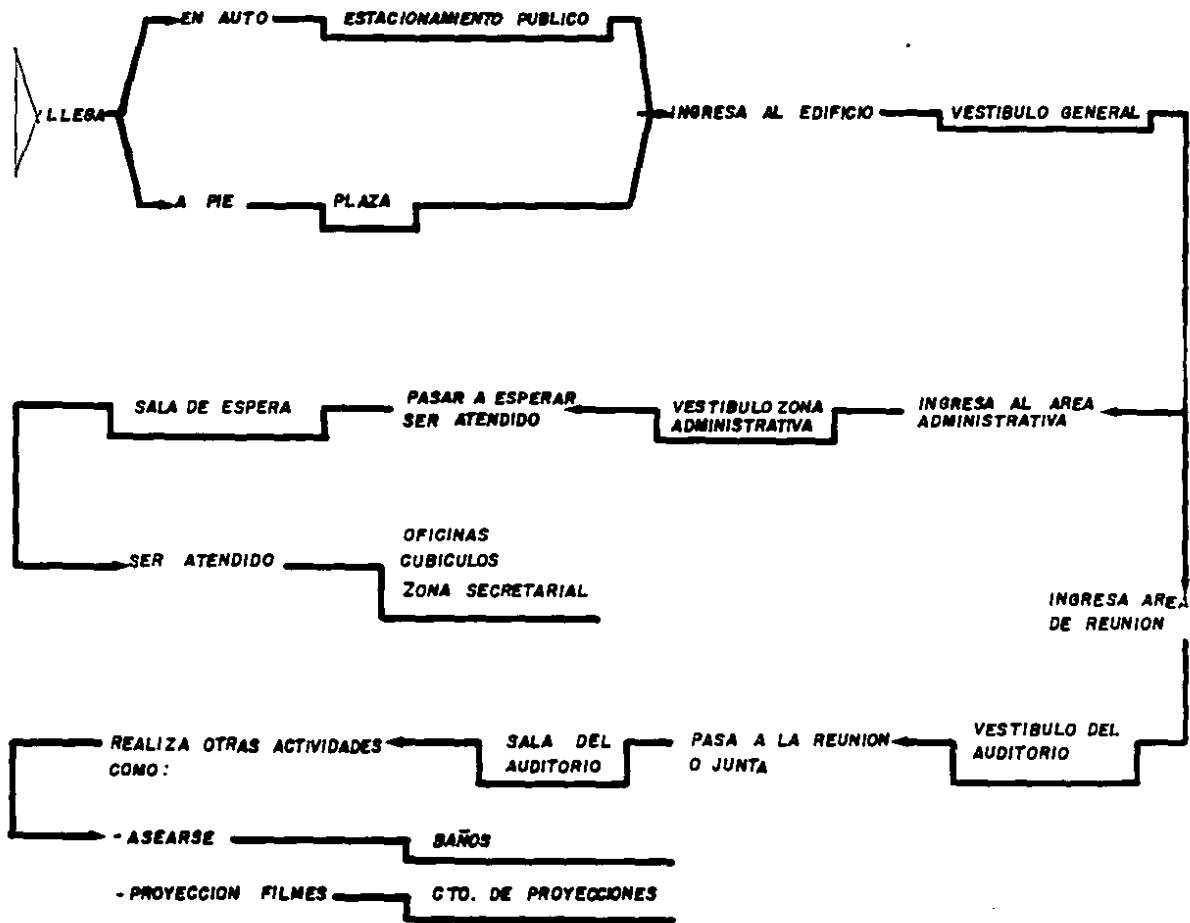 EN AUTO
ESTACIONAMIENTO PUBLICO
LLEGA
INGRESA AL EDIFICIO
VESTIBULO GENERAL
A PIE
PLAZA
SALA DE ESPERA
PASAR A ESPERAR
SER ATENDIDO
VESTIBULO ZONA
ADMINISTRATIVA
INGRESA AL AREA
ADMINISTRATIVA
SER ATENDIDO
OFICINAS
CUBICULOS
ZONA SECRETARIAL
INGRESA AREA
DE REUNION
REALIZA OTRAS ACTIVIDADES
COMO:
SALA DEL
AUDITORIO
PASA A LA REUNION
O JUNTA
VESTIBULO DEL
AUDITORIO
- ASEARSE
BAÑOS
- PROYECCION FILMES
CTO. DE PROYECCIONES